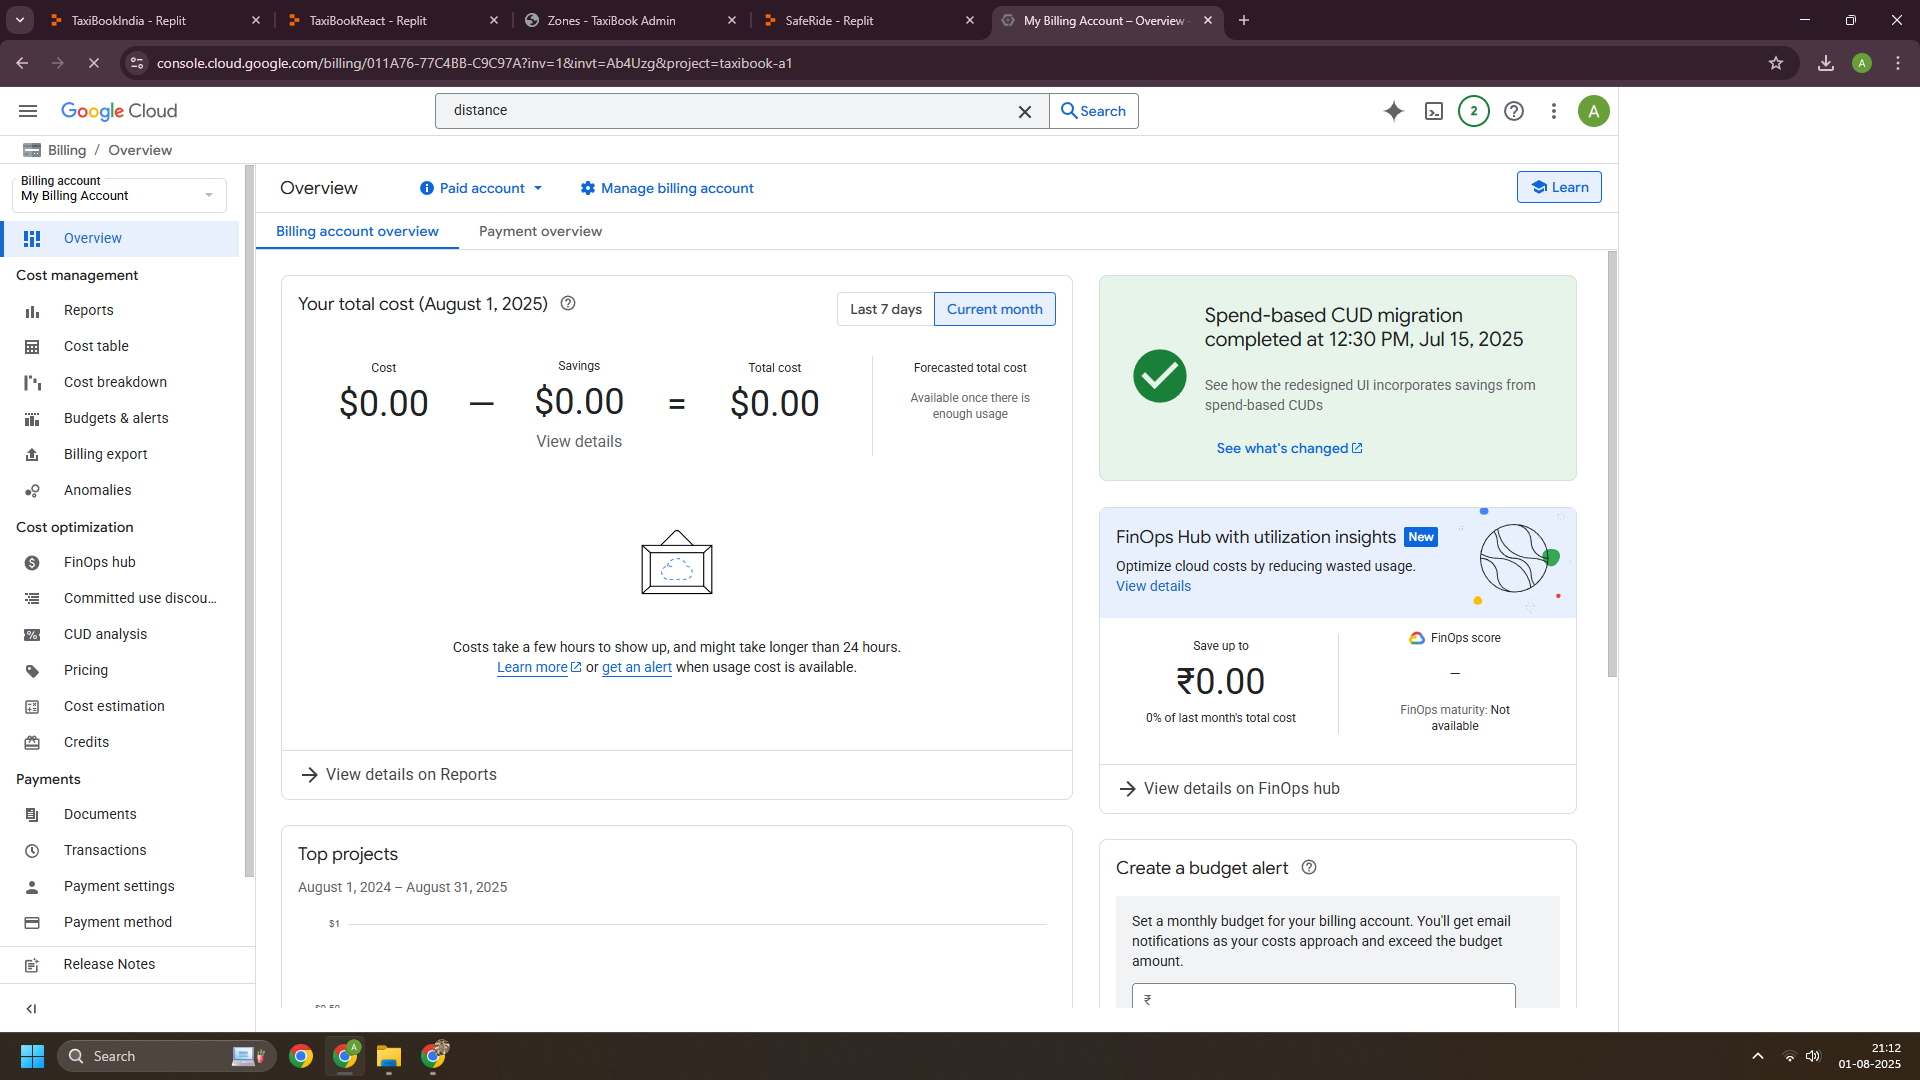 TaxiBookIndia - Replit
TaxiBookReact - Replit
Zones - TaxiBook Admin
SafeRide - Replit
My Billing Account – Overview
console.cloud.google.com/billing/011A76-77C4BB-C9C97A?inv=1&invt=Ab4Uzg&project=taxibook-a1
A
Google Cloud
distance
Search
2
A
Billing / Overview
Billing account
My Billing Account
Overview
Cost management
Reports
Cost table
Cost breakdown
Budgets & alerts
Billing export
Anomalies
Cost optimization
FinOps hub
Committed use discou...
CUD analysis
Pricing
Cost estimation
Credits
Payments
Documents
Transactions
Payment settings
Payment method
Release Notes
Overview
Paid account
Manage billing account
Learn
Billing account overview
Payment overview
Your total cost (August 1, 2025)
Last 7 days
Current month
Cost
$0.00
—
Savings
$0.00
View details
=
Total cost
$0.00
Forecasted total cost
Available once there is
enough usage
Costs take a few hours to show up, and might take longer than 24 hours.
Learn more or get an alert when usage cost is available.
View details on Reports
Top projects
August 1, 2024 – August 31, 2025
$1
$0.50
Spend-based CUD migration
completed at 12:30 PM, Jul 15, 2025
See how the redesigned UI incorporates savings from
spend-based CUDs
See what's changed
FinOps Hub with utilization insights New
Optimize cloud costs by reducing wasted usage.
View details
Save up to
₹0.00
0% of last month's total cost
FinOps score
–
FinOps maturity: Not
available
View details on FinOps hub
Create a budget alert
Set a monthly budget for your billing account. You'll get email
notifications as your costs approach and exceed the budget
amount.
₹
Search
A
21:12
01-08-2025